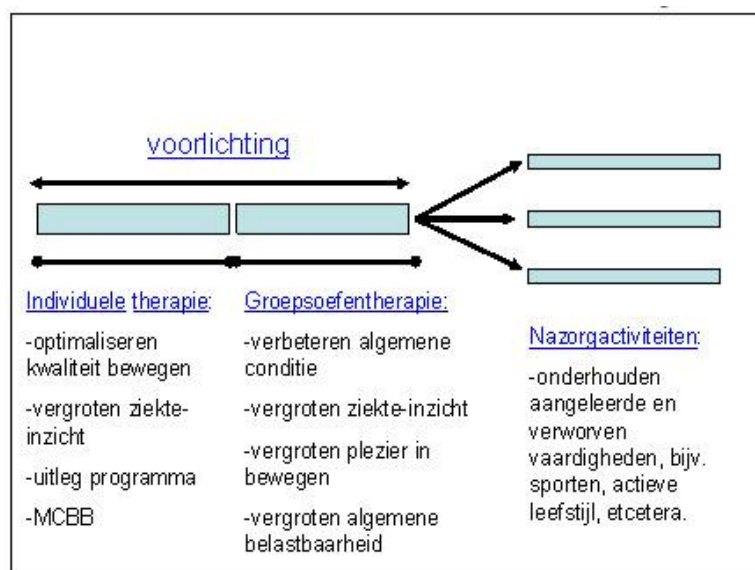 voorlichting
Individuele therapie:
-optimaliseren
kwaliteit bewegen
-vergroten ziekte-
inzicht
-uitleg programma
-MCBB
Groepsoefentherapie:
-verbeteren algemene
conditie
-vergroten ziekte-inzicht
-vergroten plezier in
bewegen
-vergroten algemene
belastbaarheid
Nazorgactiviteiten:
-onderhouden
aangeleerde en
verworven
vaardigheden, bijv.
sporten, actieve
leefstijl, etcetera.